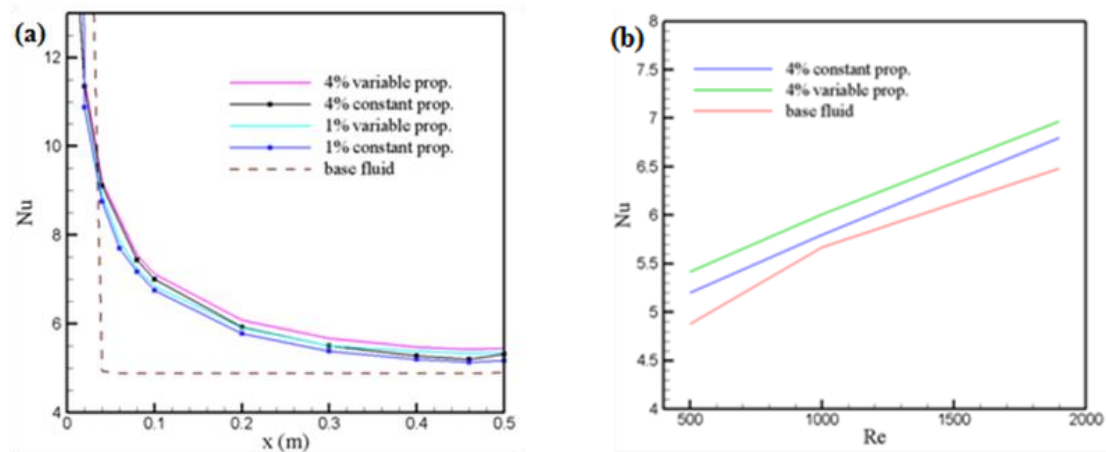 (a)
12
10
8
6
4
Nu
4% variable prop.
4% constant prop.
1% variable prop.
1% constant prop.
base fluid
0 0.1 0.2 0.3 0.4 0.5
x (m)
(b)
8
7.5
7
6.5
6
5.5
5
4.5
4
Nu
4% constant prop.
4% variable prop.
base fluid
500 1000 1500 2000
Re